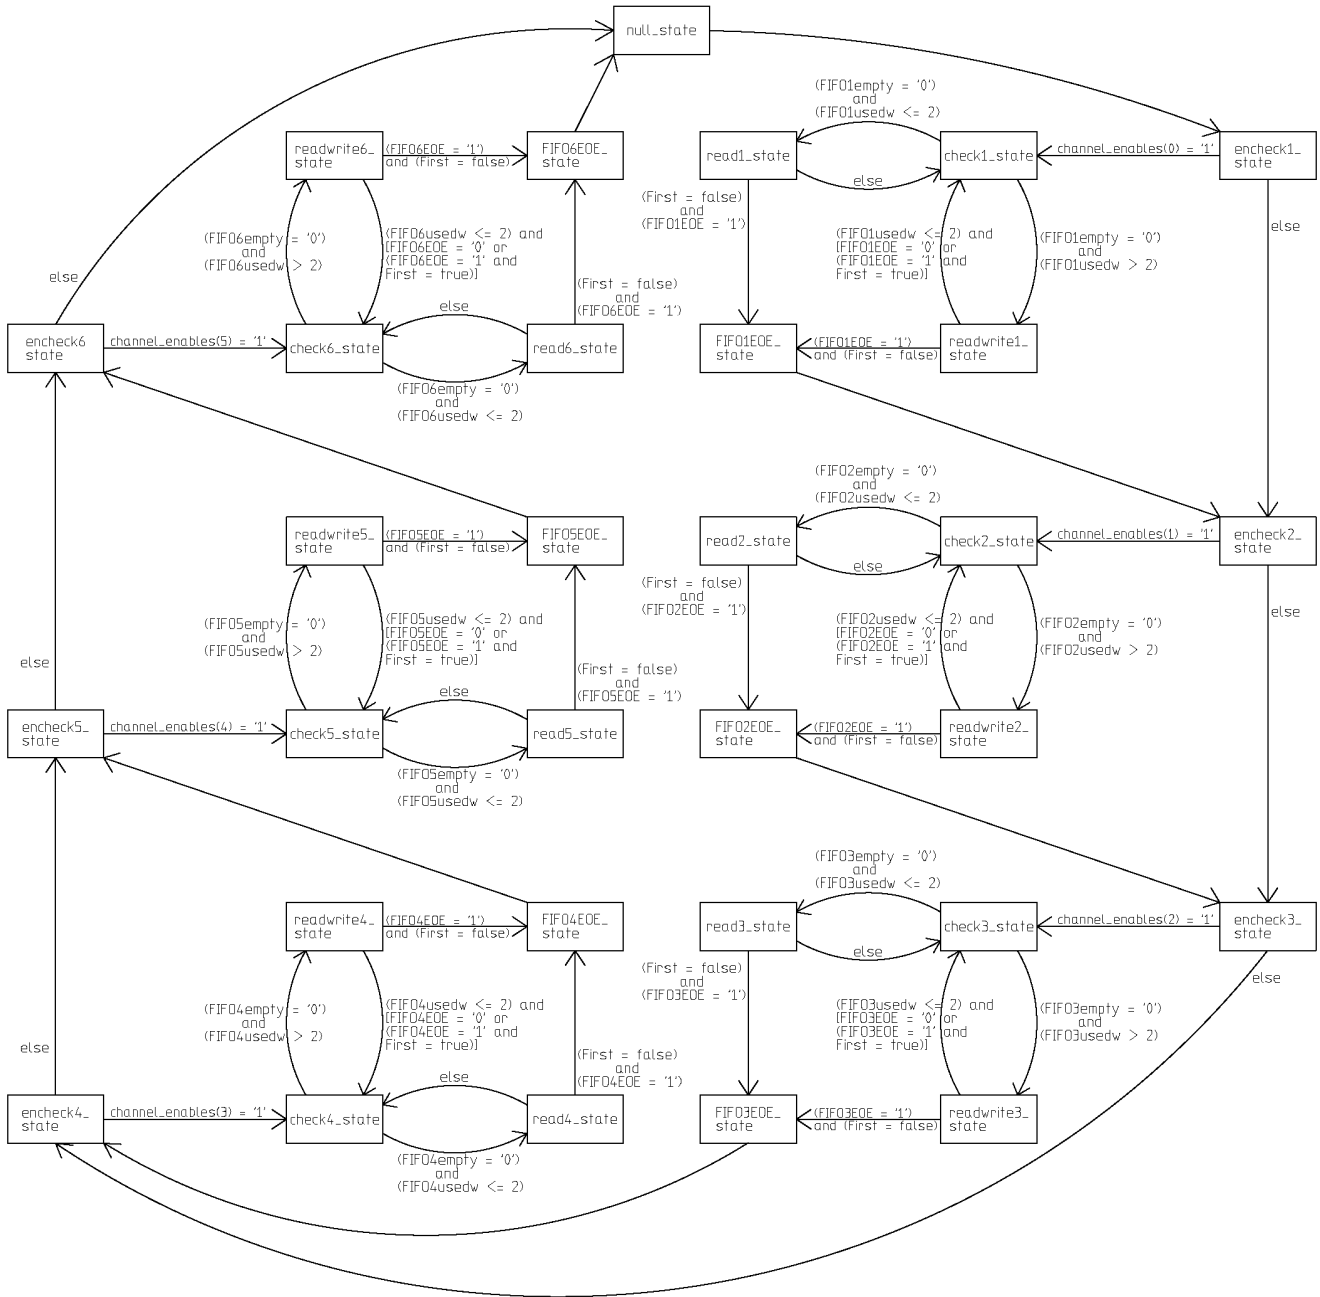 null_state
(FIFO1empty = '0')
and
(FIFO1usedw <= 2)
readwrite6_
state
(FIFO6EOE = '1')
and (First = false)
FIFO6EOE_
state
read1_state
else
check1_state
channel_enables(0) = '1'
encheck1_
state
(First = false)
and
(FIFO1EOE = '1')
else
(FIFO6empty = '0')
and
(FIFO6usedw > 2)
(FIFO6usedw <= 2) and
[FIFO6EOE = '0' or
(FIFO6EOE = '1' and
First = true)]
(FIFO1usedw <= 2) and
[FIFO1EOE = '0' or
(FIFO1EOE = '1' and
First = true)]
(FIFO1empty = '0')
and
(FIFO1usedw > 2)
else
else
(First = false)
and
(FIFO6EOE = '1')
encheck6_
state
channel_enables(5) = '1'
check6_state
read6_state
FIFO1EOE_
state
(FIFO1EOE = '1')
and (First = false)
readwrite1_
state
(FIFO6empty = '0')
and
(FIFO6usedw <= 2)
(FIFO2empty = '0')
and
(FIFO2usedw <= 2)
readwrite5_
state
(FIFO5EOE = '1')
and (First = false)
FIFO5EOE_
state
read2_state
else
check2_state
channel_enables(1) = '1'
encheck2_
state
(First = false)
and
(FIFO2EOE = '1')
else
(FIFO5empty = '0')
and
(FIFO5usedw > 2)
(FIFO5usedw <= 2) and
[FIFO5EOE = '0' or
(FIFO5EOE = '1' and
First = true)]
(FIFO2usedw <= 2) and
[FIFO2EOE = '0' or
(FIFO2EOE = '1' and
First = true)]
(FIFO2empty = '0')
and
(FIFO2usedw > 2)
else
else
(First = false)
and
(FIFO5EOE = '1')
encheck5_
state
channel_enables(4) = '1'
check5_state
read5_state
FIFO2EOE_
state
(FIFO2EOE = '1')
and (First = false)
readwrite2_
state
(FIFO5empty = '0')
and
(FIFO5usedw <= 2)
(FIFO3empty = '0')
and
(FIFO3usedw <= 2)
readwrite4_
state
(FIFO4EOE = '1')
and (First = false)
FIFO4EOE_
state
read3_state
else
check3_state
channel_enables(2) = '1'
encheck3_
state
(First = false)
and
(FIFO3EOE = '1')
else
(FIFO4empty = '0')
and
(FIFO4usedw > 2)
(FIFO4usedw <= 2) and
[FIFO4EOE = '0' or
(FIFO4EOE = '1' and
First = true)]
(FIFO3usedw <= 2) and
[FIFO3EOE = '0' or
(FIFO3EOE = '1' and
First = true)]
(FIFO3empty = '0')
and
(FIFO3usedw > 2)
else
else
(First = false)
and
(FIFO4EOE = '1')
encheck4_
state
channel_enables(3) = '1'
check4_state
read4_state
FIFO3EOE_
state
(FIFO3EOE = '1')
and (First = false)
readwrite3_
state
(FIFO4empty = '0')
and
(FIFO4usedw <= 2)